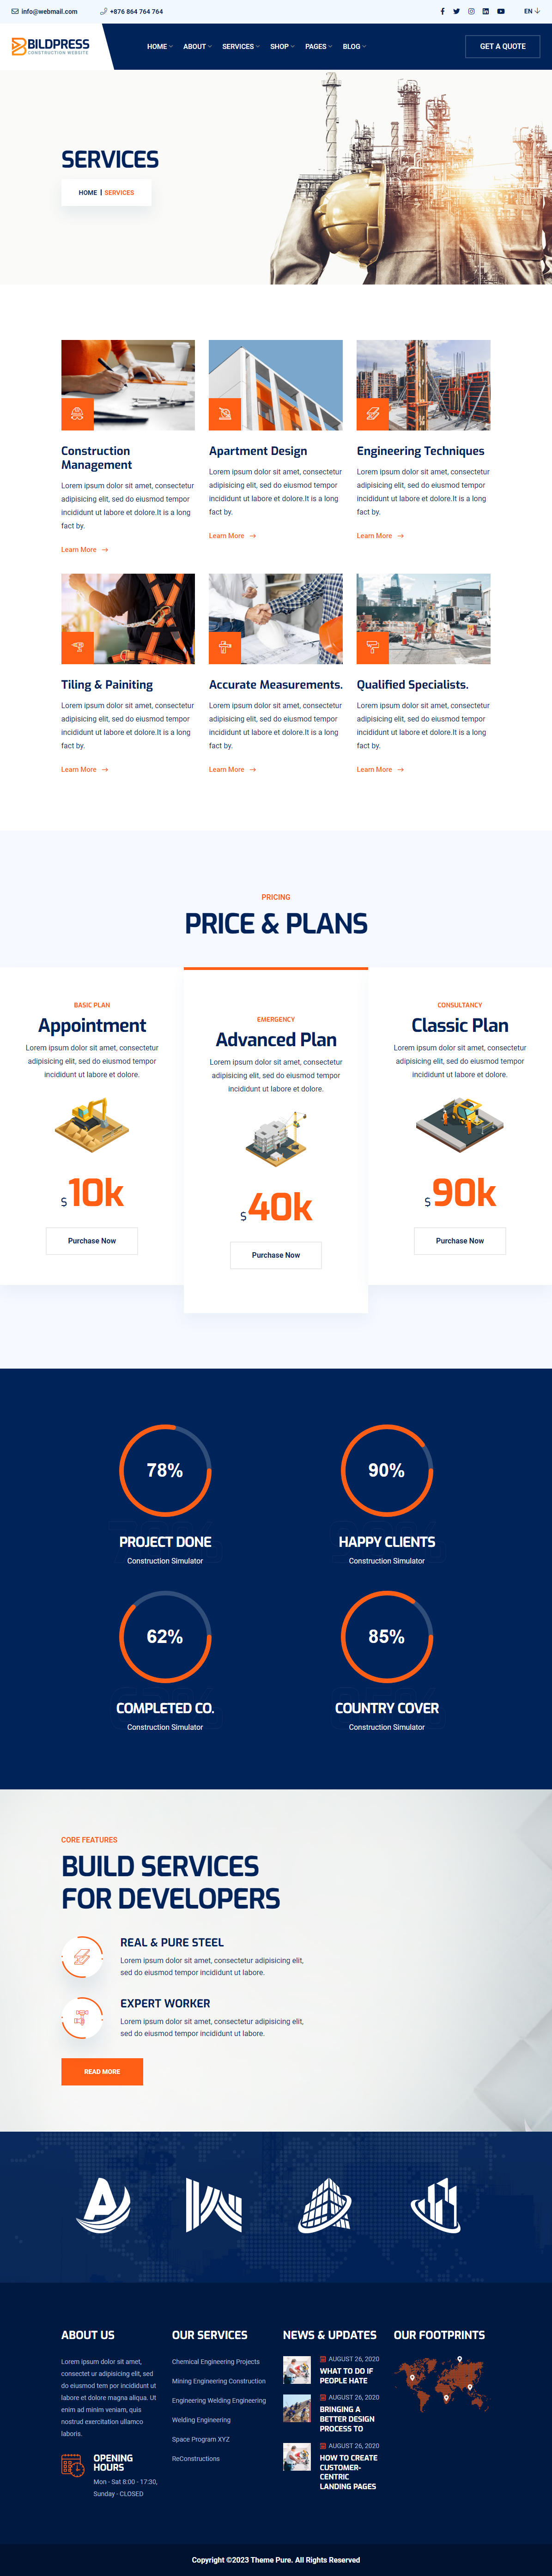 info@webmail.com
+876 864 764 764
EN
BILDPRESS
CONSTRUCTION WEBSITE
HOME
ABOUT
SERVICES
SHOP
PAGES
BLOG
GET A QUOTE
SERVICES
HOME | SERVICES
Construction
Management
Lorem ipsum dolor sit amet, consectetur
adipisicing elit, sed do eiusmod tempor
incididunt ut labore et dolore.It is a long
fact by.
Learn More
Apartment Design
Lorem ipsum dolor sit amet, consectetur
adipisicing elit, sed do eiusmod tempor
incididunt ut labore et dolore.It is a long
fact by.
Learn More
Engineering Techniques
Lorem ipsum dolor sit amet, consectetur
adipisicing elit, sed do eiusmod tempor
incididunt ut labore et dolore.It is a long
fact by.
Learn More
Tiling & Painiting
Lorem ipsum dolor sit amet, consectetur
adipisicing elit, sed do eiusmod tempor
incididunt ut labore et dolore.It is a long
fact by.
Learn More
Accurate Measurements.
Lorem ipsum dolor sit amet, consectetur
adipisicing elit, sed do eiusmod tempor
incididunt ut labore et dolore.It is a long
fact by.
Learn More
Qualified Specialists.
Lorem ipsum dolor sit amet, consectetur
adipisicing elit, sed do eiusmod tempor
incididunt ut labore et dolore.It is a long
fact by.
Learn More
PRICING
PRICE & PLANS
BASIC PLAN
Appointment
Lorem ipsum dolor sit amet, consectetur
adipisicing elit, sed do eiusmod tempor
incididunt ut labore et dolore.
$10k
Purchase Now
EMERGENCY
Advanced Plan
Lorem ipsum dolor sit amet, consectetur
adipisicing elit, sed do eiusmod tempor
incididunt ut labore et dolore.
$40k
Purchase Now
CONSULTANCY
Classic Plan
Lorem ipsum dolor sit amet, consectetur
adipisicing elit, sed do eiusmod tempor
incididunt ut labore et dolore.
$90k
Purchase Now
78%
PROJECT DONE
Construction Simulator
90%
HAPPY CLIENTS
Construction Simulator
62%
COMPLETED CO.
Construction Simulator
85%
COUNTRY COVER
Construction Simulator
CORE FEATURES
BUILD SERVICES
FOR DEVELOPERS
REAL & PURE STEEL
Lorem ipsum dolor sit amet, consectetur adipisicing elit,
sed do eiusmod tempor incididunt ut labore.
EXPERT WORKER
Lorem ipsum dolor sit amet, consectetur adipisicing elit,
sed do eiusmod tempor incididunt ut labore.
READ MORE
ABOUT US
Lorem ipsum dolor sit amet,
consectet ur adipisicing elit, sed
do eiusmod tem por incididunt ut
labore et dolore magna aliqua. Ut
enim ad minim veniam, quis
nostrud exercitation ullamco
laboris.
OPENING
HOURS
Mon - Sat 8:00 - 17:30,
Sunday - CLOSED
OUR SERVICES
Chemical Engineering Projects
Mining Engineering Construction
Engineering Welding Engineering
Welding Engineering
Space Program XYZ
ReConstructions
NEWS & UPDATES
AUGUST 26, 2020
WHAT TO DO IF
PEOPLE HATE
AUGUST 26, 2020
BRINGING A
BETTER DESIGN
PROCESS TO
AUGUST 26, 2020
HOW TO CREATE
CUSTOMER-
CENTRIC
LANDING PAGES
OUR FOOTPRINTS
Copyright ©2023 Theme Pure. All Rights Reserved